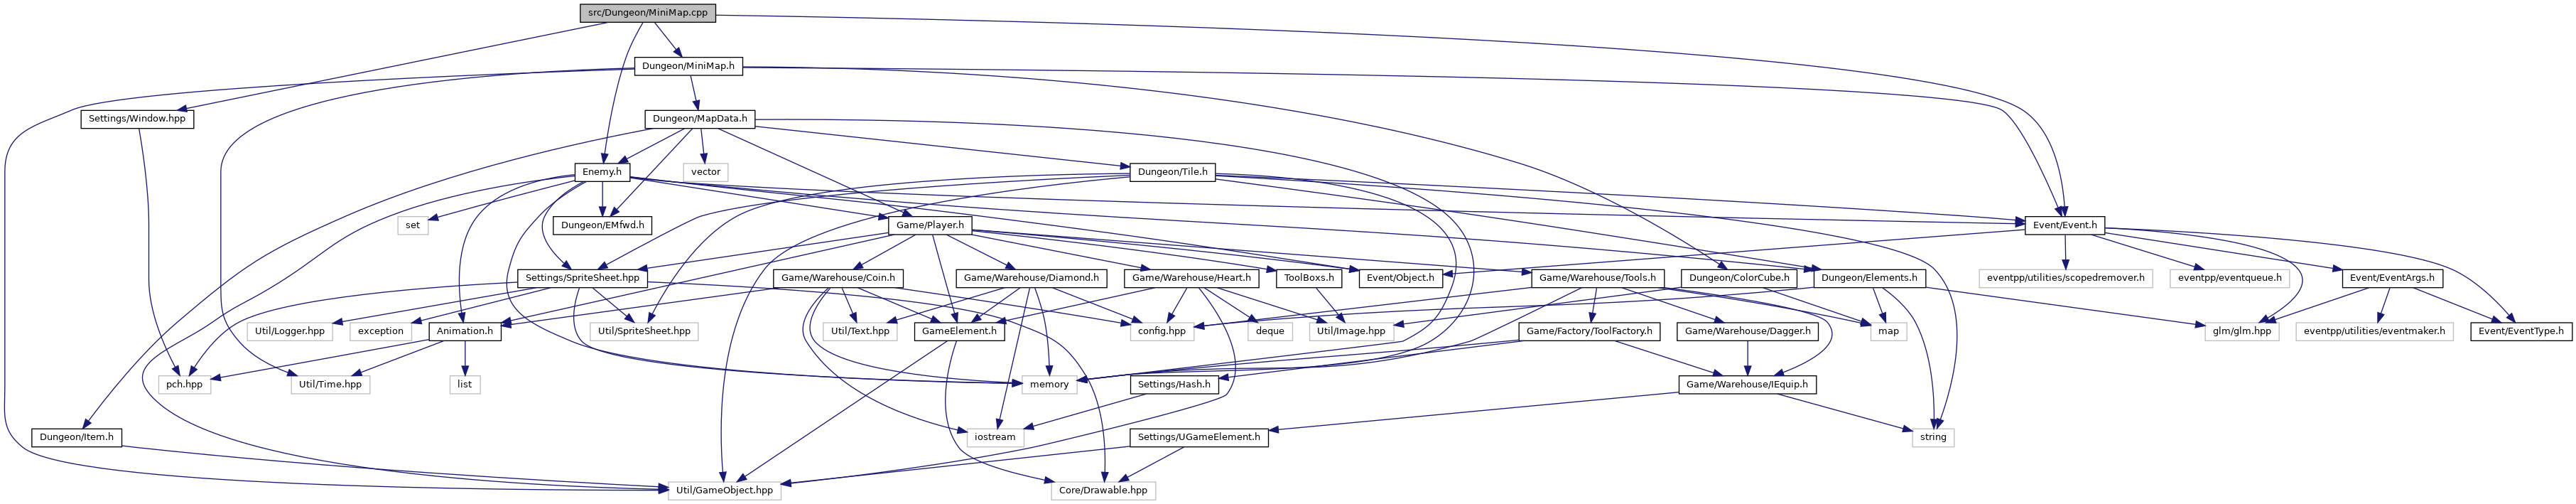 src/Dungeon/MiniMap.cpp
Dungeon/MiniMap.h
Settings/Window.hpp
Dungeon/MapData.h
Enemy.h
vector
Dungeon/Tile.h
set
Dungeon/EMfwd.h
Game/Player.h
Event/Event.h
Settings/SpriteSheet.hpp
Game/Warehouse/Coin.h
Game/Warehouse/Diamond.h
Game/Warehouse/Heart.h
ToolBoxs.h
Event/Object.h
Game/Warehouse/Tools.h
Dungeon/ColorCube.h
Dungeon/Elements.h
eventpp/utilities/scopedremover.h
eventpp/eventqueue.h
Event/EventArgs.h
Util/Logger.hpp
exception
Animation.h
Util/SpriteSheet.hpp
Util/Text.hpp
GameElement.h
config.hpp
deque
Util/Image.hpp
Game/Factory/ToolFactory.h
Game/Warehouse/Dagger.h
map
glm/glm.hpp
eventpp/utilities/eventmaker.h
Event/EventType.h
pch.hpp
Util/Time.hpp
list
memory
Settings/Hash.h
Game/Warehouse/IEquip.h
Dungeon/Item.h
iostream
Settings/UGameElement.h
string
Util/GameObject.hpp
Core/Drawable.hpp